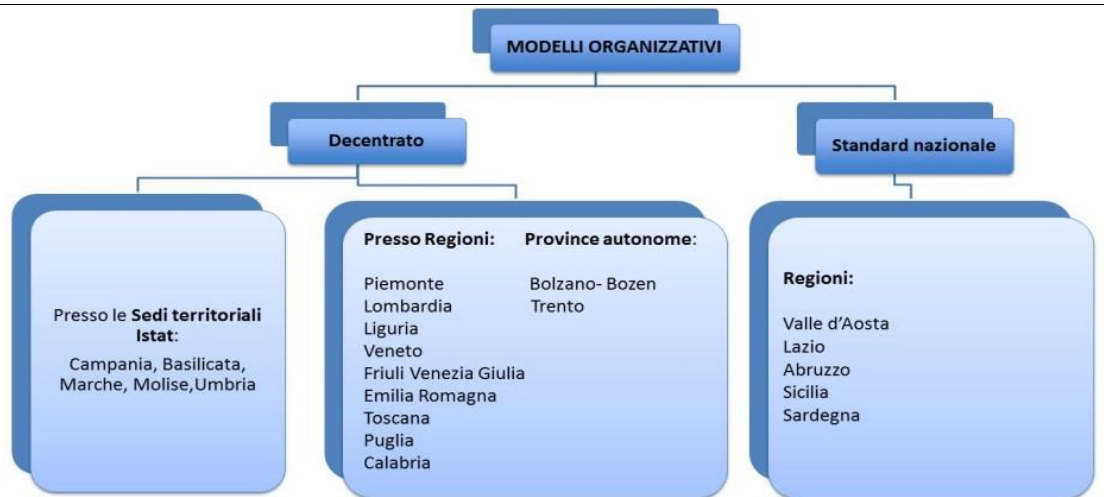 MODELLI ORGANIZZATIVI
Decentrato
Standard nazionale
Presso le Sedi territoriali
Istat:
Campania, Basilicata,
Marche, Molise,Umbria
Presso Regioni:
Piemonte
Lombardia
Liguria
Veneto
Friuli Venezia Giulia
Emilia Romagna
Toscana
Puglia
Calabria
Province autonome:
Bolzano- Bozen
Trento
Regioni:
Valle d’Aosta
Lazio
Abruzzo
Sicilia
Sardegna